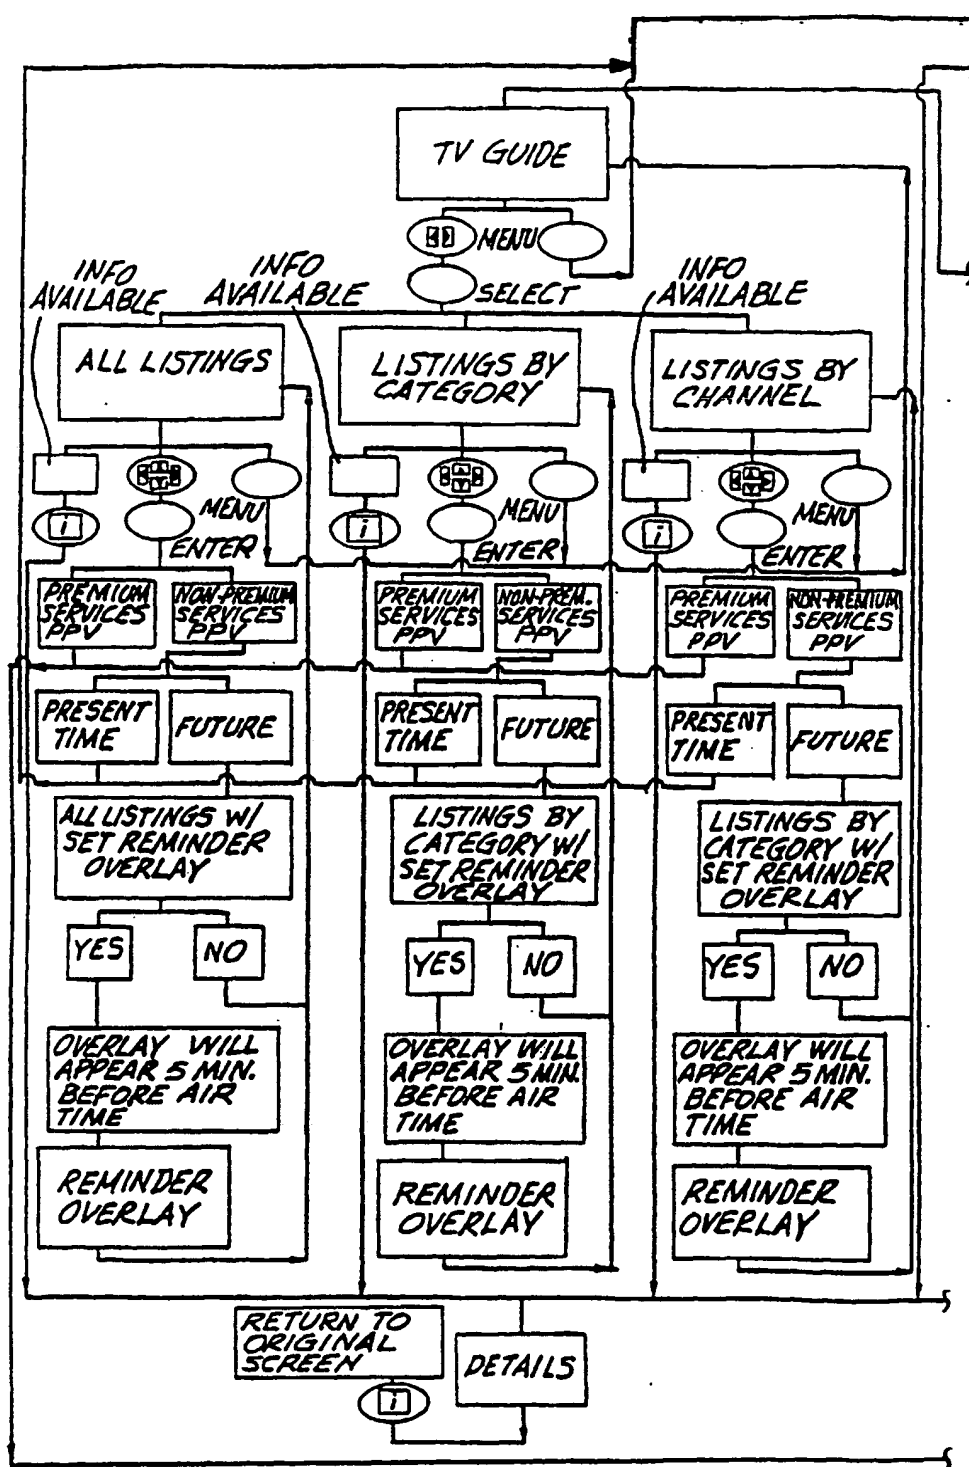 TV GUIDE
MENU
SELECT
INFO
AVAILABLE
INFO
AVAILABLE
INFO
AVAILABLE
ALL LISTINGS
LISTINGS BY
CATEGORY
LISTINGS BY
CHANNEL
i
MENU
ENTER
i
MENU
ENTER
i
MENU
ENTER
PREMIUM
SERVICES
PPV
NON-PREMIUM
SERVICES
PPV
PREMIUM
SERVICES
PPV
NON-PREM.
SERVICES
PPV
PREMIUM
SERVICES
PPV
NON-PREMIUM
SERVICES
PPV
PRESENT
TIME
FUTURE
PRESENT
TIME
FUTURE
PRESENT
TIME
FUTURE
ALL LISTINGS W/
SET REMINDER
OVERLAY
LISTINGS BY
CATEGORY W/
SET REMINDER
OVERLAY
LISTINGS BY
CATEGORY W/
SET REMINDER
OVERLAY
YES
NO
YES
NO
YES
NO
OVERLAY WILL
APPEAR 5 MIN.
BEFORE AIR
TIME
OVERLAY WILL
APPEAR 5 MIN.
BEFORE AIR
TIME
OVERLAY WILL
APPEAR 5 MIN.
BEFORE AIR
TIME
REMINDER
OVERLAY
REMINDER
OVERLAY
REMINDER
OVERLAY
RETURN TO
ORIGINAL
SCREEN
DETAILS
i